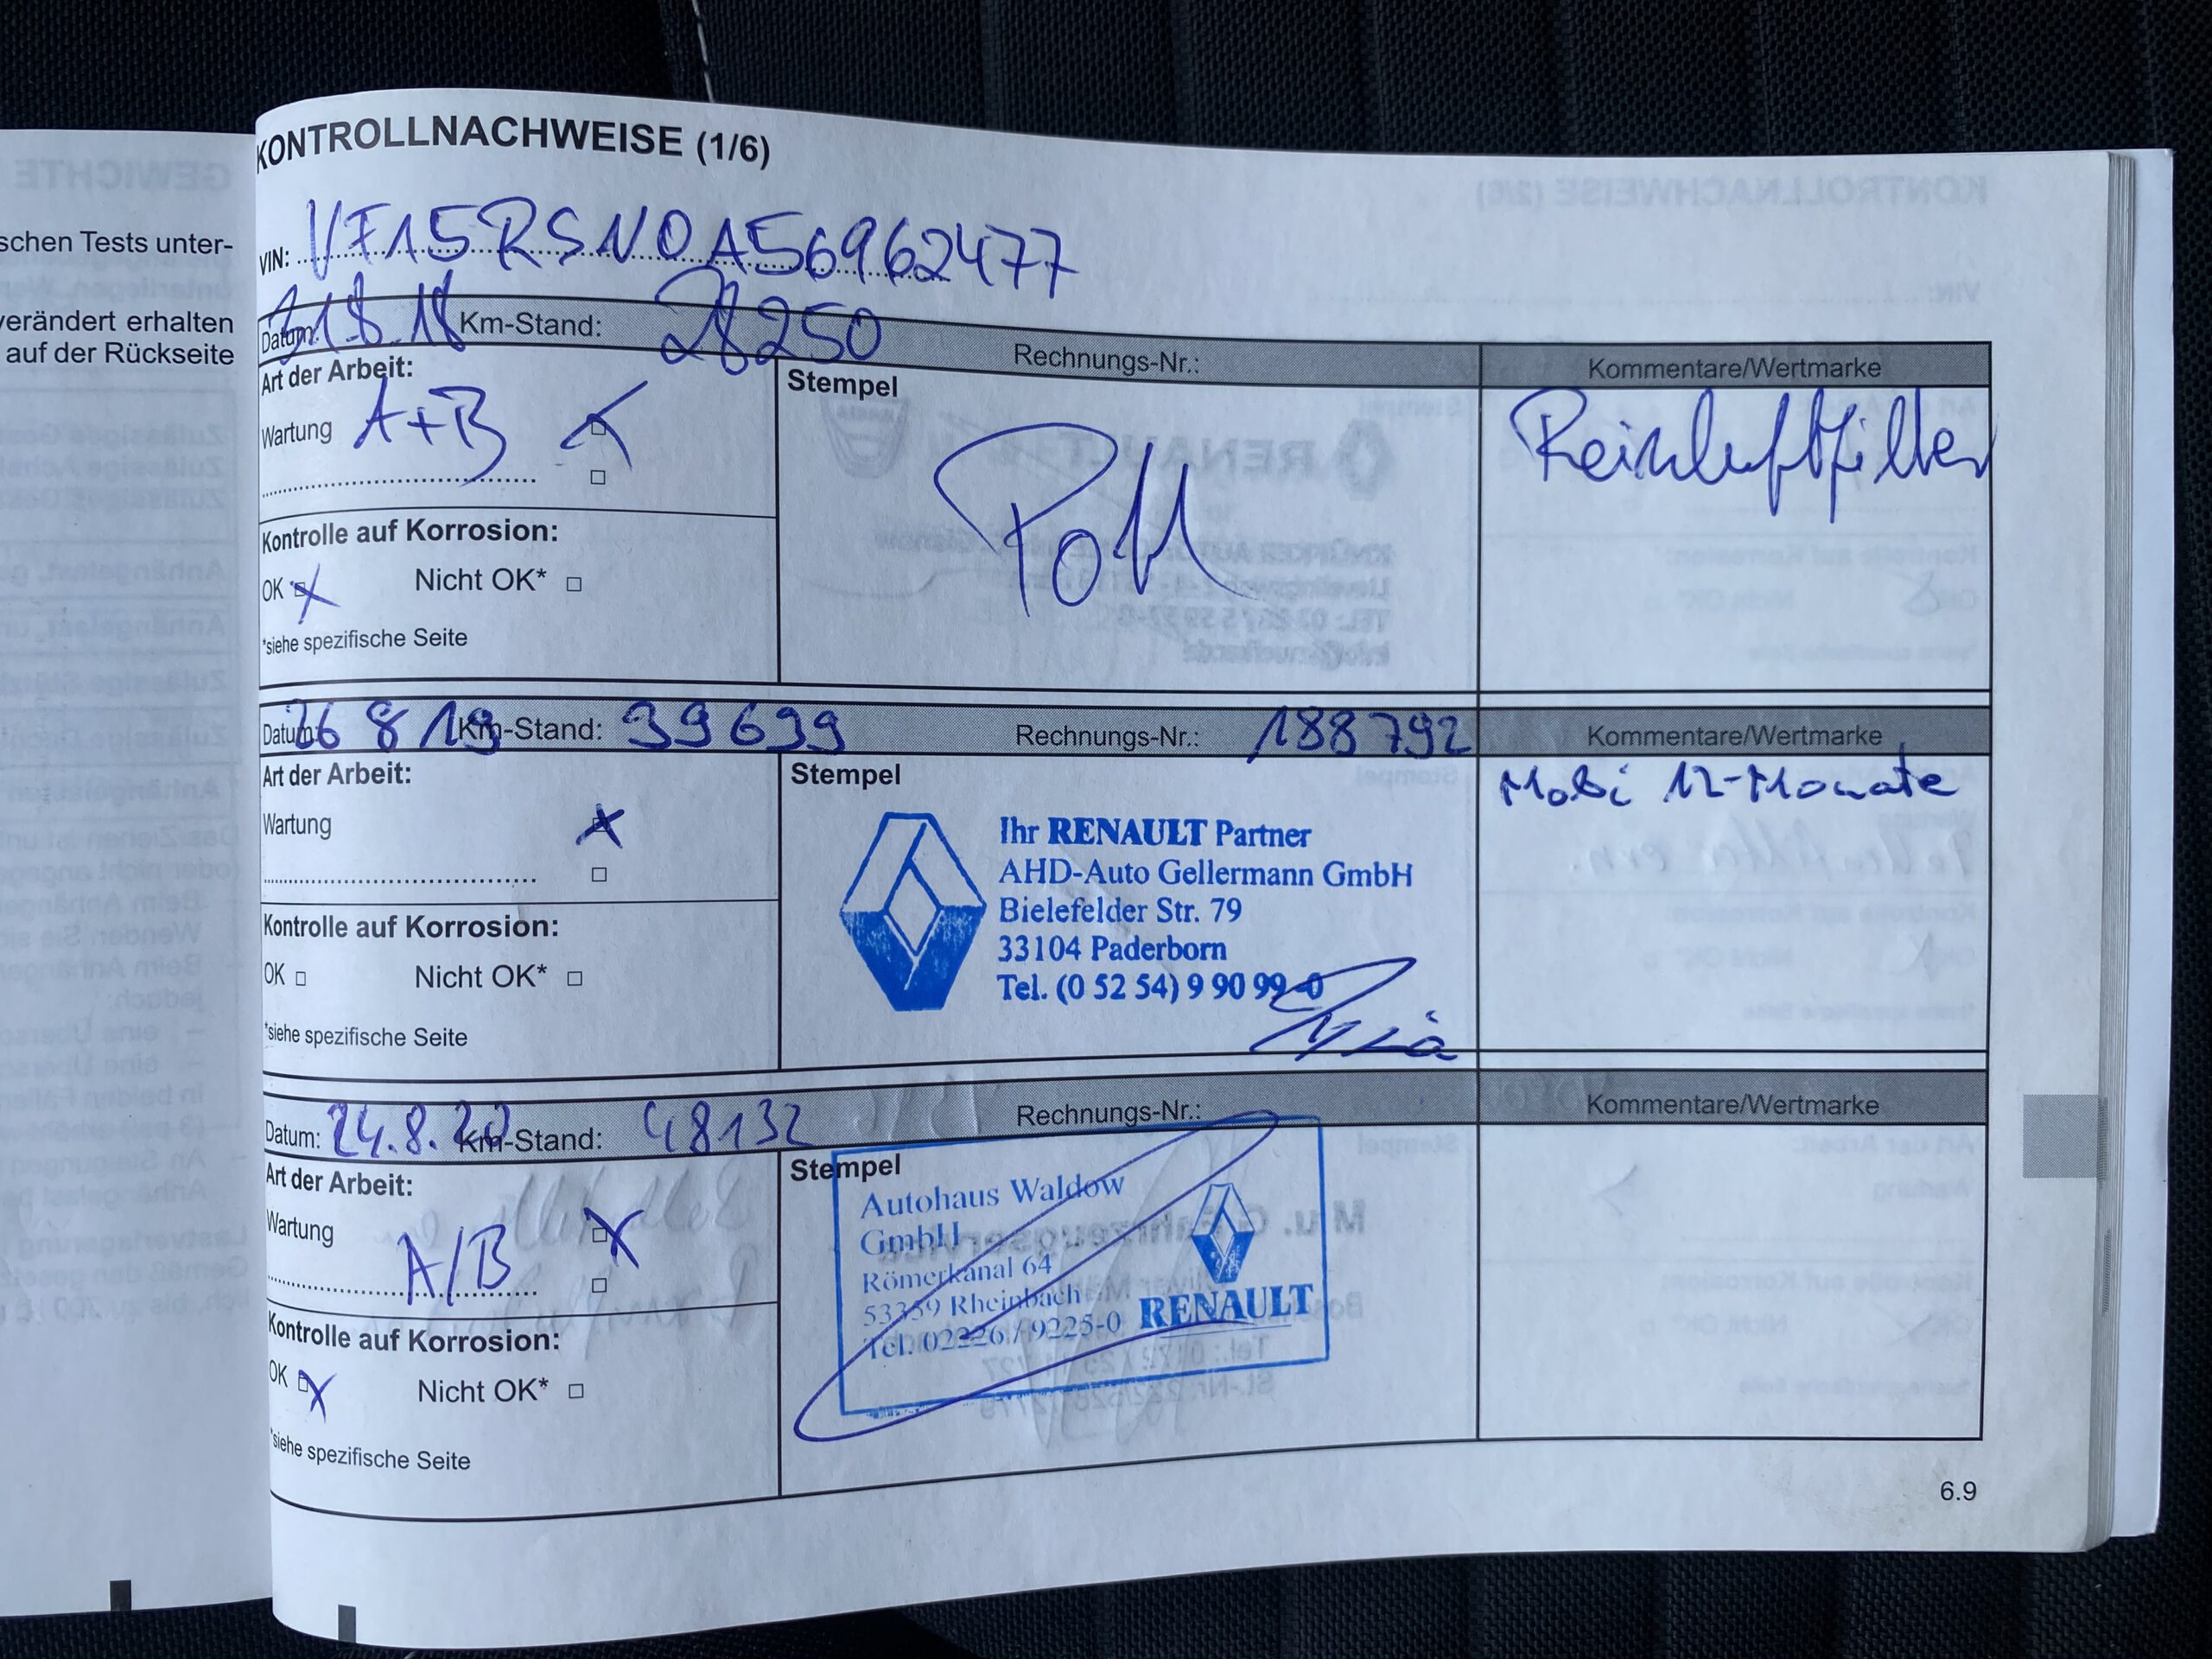 GEWICHTE
schen Tests unter-
verändert erhalten
auf der Rückseite
KONTROLLNACHWEISE (1/6)
VIN: VF15RSN0A56962477
Datum: 31.8.18 Km-Stand: 28250 Rechnungs-Nr.: Kommentare/Wertmarke
Art der Arbeit:
Stempel
Wartung A+B
Poll
Reinluftfilter
Kontrolle auf Korrosion:
OK Nicht OK*
*siehe spezifische Seite
Datum: 26 8 19 Km-Stand: 39699 Rechnungs-Nr.: 188792 Kommentare/Wertmarke
Art der Arbeit:
Stempel
Mobi 12-Monate
Wartung
Ihr RENAULT Partner
AHD-Auto Gellermann GmbH
Bielefelder Str. 79
33104 Paderborn
Tel. (0 52 54) 9 90 99-0
Kontrolle auf Korrosion:
OK Nicht OK*
*siehe spezifische Seite
Datum: 24.8.20 Km-Stand: 48132 Rechnungs-Nr.: Kommentare/Wertmarke
Art der Arbeit:
Stempel
Wartung A/B
Autohaus Waldow
GmbH
Römerkanal 64
53359 Rheinbach
Tel. 02226 / 9225-0
RENAULT
Kontrolle auf Korrosion:
OK Nicht OK*
*siehe spezifische Seite
6.9